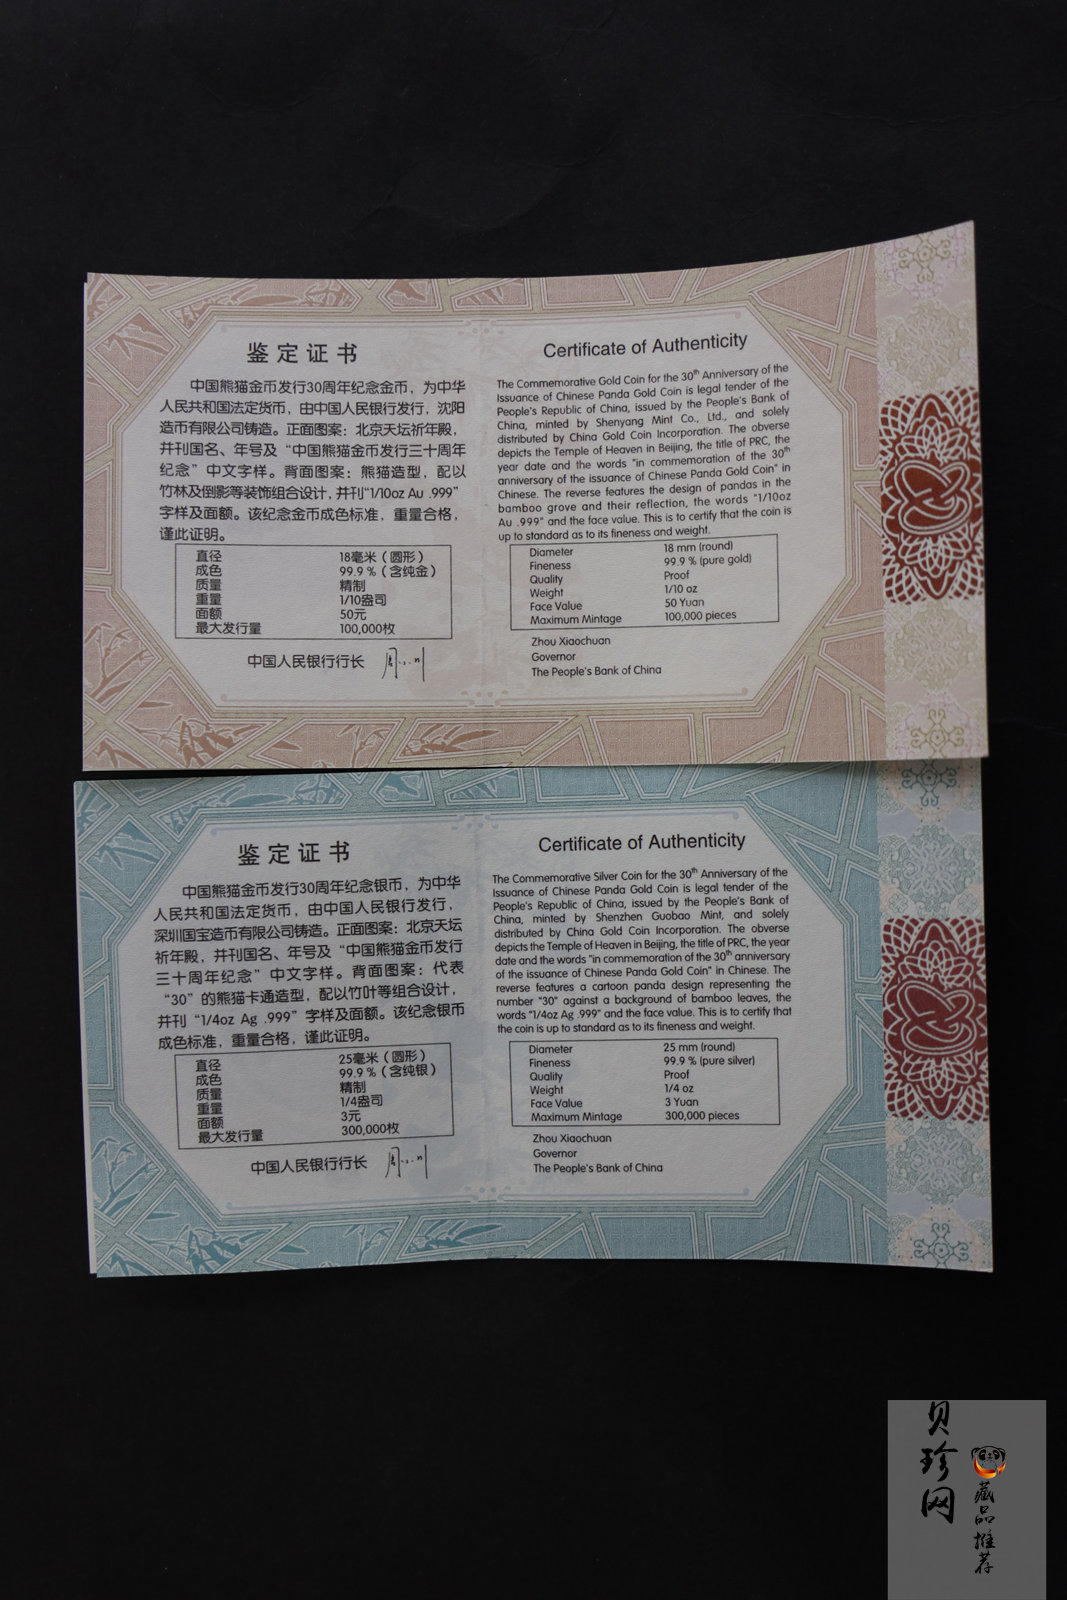 鉴定证书
中国熊猫金币发行30周年纪念金币，为中华
人民共和国法定货币，由中国人民银行发行，沈阳
造币有限公司铸造。正面图案：北京天坛祈年殿，
并刊国名、年号及“中国熊猫金币发行三十周年
纪念”中文字样。背面图案：熊猫造型，配以
竹林及倒影等装饰组合设计，并刊“1/10oz Au .999”
字样及面额。该纪念金币成色标准，重量合格，
谨此证明。
直径 18毫米（圆形）
成色 99.9％（含纯金）
质量 精制
重量 1/10盎司
面额 50元
最大发行量 100,000枚
中国人民银行行长
Certificate of Authenticity
The Commemorative Gold Coin for the 30th Anniversary of the
Issuance of Chinese Panda Gold Coin is legal tender of the
People's Republic of China, issued by the People's Bank of
China, minted by Shenyang Mint Co., Ltd., and solely
distributed by China Gold Coin Incorporation. The obverse
depicts the Temple of Heaven in Beijing, the title of PRC, the
year date and the words "in commemoration of the 30th
anniversary of the issuance of Chinese Panda Gold Coin" in
Chinese. The reverse features the design of pandas in the
bamboo grove and their reflection, the words "1/10oz
Au .999" and the face value. This is to certify that the coin is
up to standard as to its fineness and weight.
Diameter 18 mm (round)
Fineness 99.9 % (pure gold)
Quality Proof
Weight 1/10 oz
Face Value 50 Yuan
Maximum Mintage 100,000 pieces
Zhou Xiaochuan
Governor
The People's Bank of China
鉴定证书
中国熊猫金币发行30周年纪念银币，为中华
人民共和国法定货币，由中国人民银行发行，
深圳国宝造币有限公司铸造。正面图案：北京天坛
祈年殿，并刊国名、年号及“中国熊猫金币发行
三十周年纪念”中文字样。背面图案：代表
“30”的熊猫卡通造型，配以竹叶等组合设计，
并刊“1/4oz Ag .999”字样及面额。该纪念银币
成色标准，重量合格，谨此证明。
直径 25毫米（圆形）
成色 99.9％（含纯银）
质量 精制
重量 1/4盎司
面额 3元
最大发行量 300,000枚
中国人民银行行长
Certificate of Authenticity
The Commemorative Silver Coin for the 30th Anniversary of the
Issuance of Chinese Panda Gold Coin is legal tender of the
People's Republic of China, issued by the People's Bank of
China, minted by Shenzhen Guobao Mint, and solely
distributed by China Gold Coin Incorporation. The obverse
depicts the Temple of Heaven in Beijing, the title of PRC, the year
date and the words "in commemoration of the 30th anniversary
of the issuance of Chinese Panda Gold Coin" in Chinese. The
reverse features a cartoon panda design representing the
number "30" against a background of bamboo leaves, the
words "1/4oz Ag .999" and the face value. This is to certify that
the coin is up to standard as to its fineness and weight.
Diameter 25 mm (round)
Fineness 99.9 % (pure silver)
Quality Proof
Weight 1/4 oz
Face Value 3 Yuan
Maximum Mintage 300,000 pieces
Zhou Xiaochuan
Governor
The People's Bank of China
贝珍网
藏品推荐